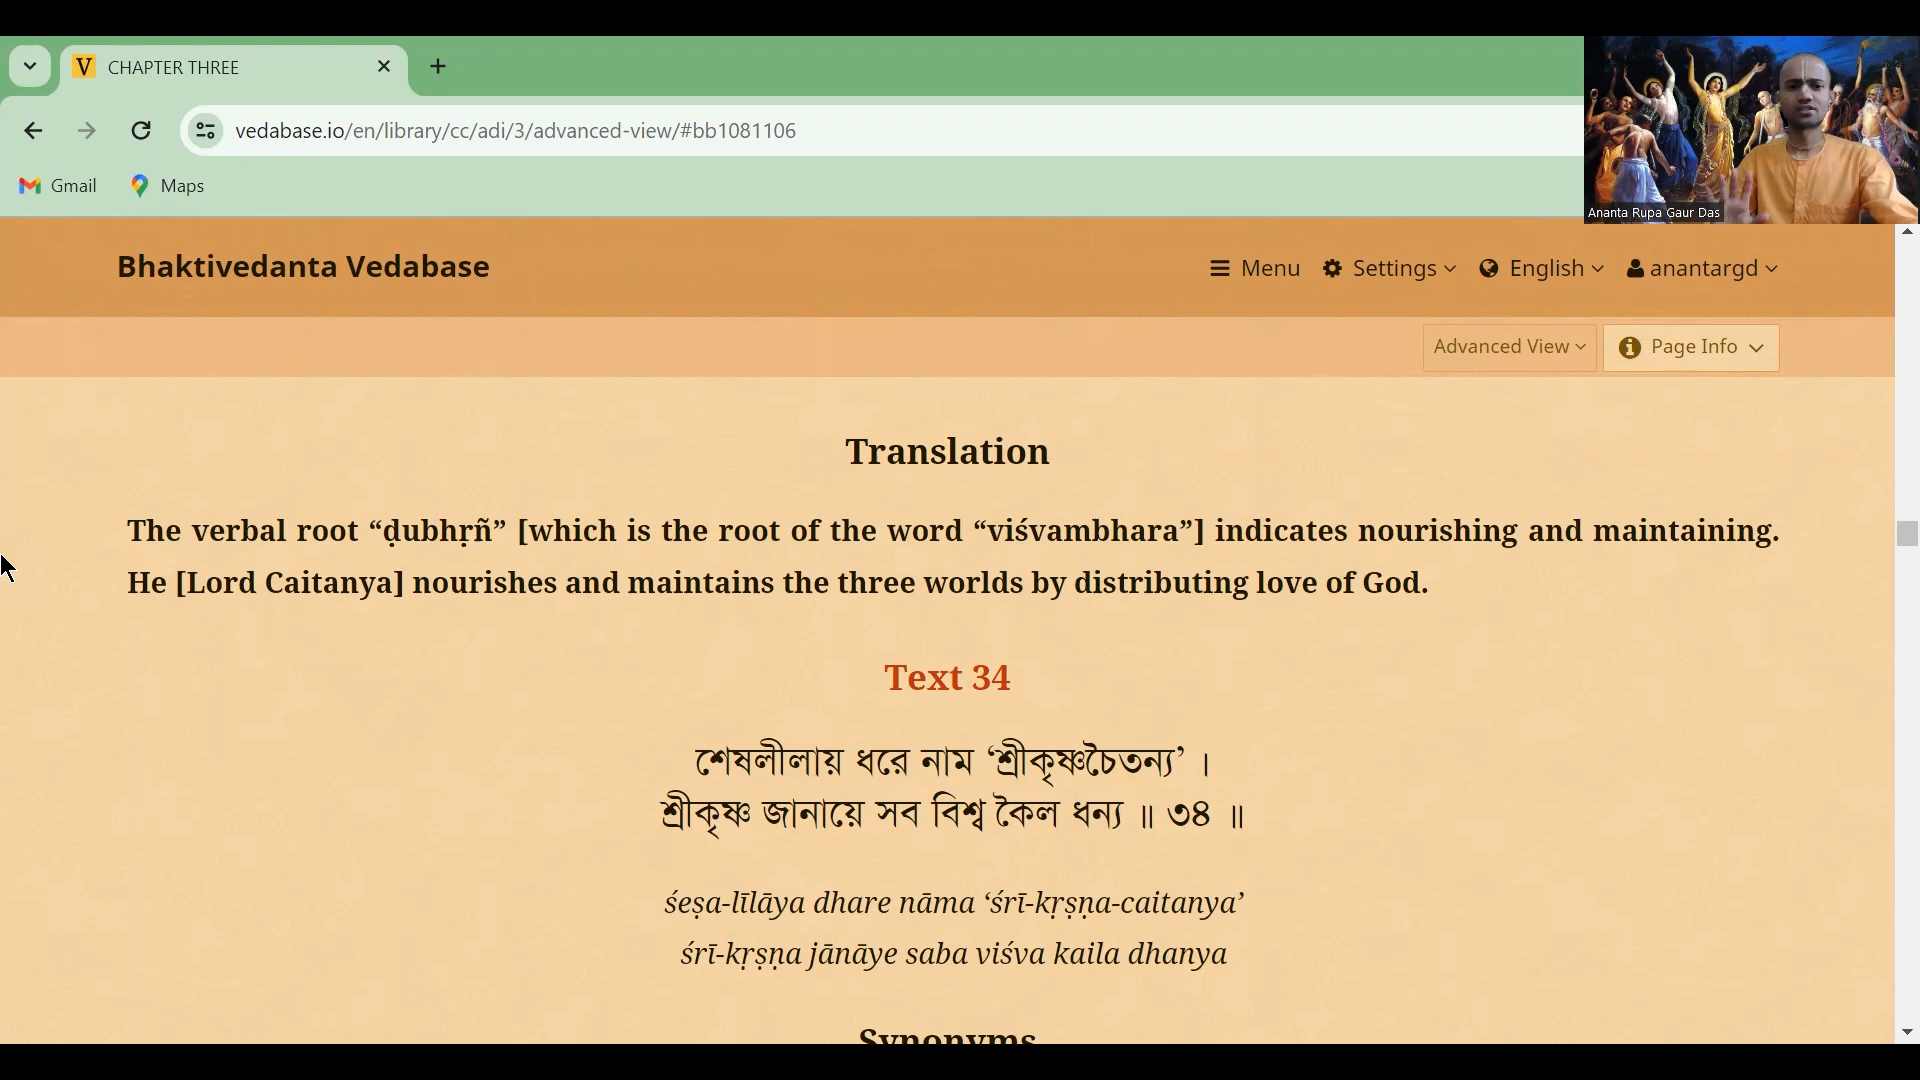 CHAPTER THREE
vedabase.io/en/library/cc/adi/3/advanced-view/#bb1081106
Gmail Maps
Ananta Rupa Gaur Das
Bhaktivedanta Vedabase
Menu Settings English anantargd
Advanced View Page Info
Translation
The verbal root “ḍubhṛñ” [which is the root of the word “viśvambhara”] indicates nourishing and maintaining.
He [Lord Caitanya] nourishes and maintains the three worlds by distributing love of God.
Text 34
শেষলীলায় ধরে নাম ‘শ্রীকৃষ্ণচৈতন্য’ ।
শ্রীকৃষ্ণ জানায়ে সব বিশ্ব কৈল ধন্য ॥ ৩৪ ॥
śeṣa-līlāya dhare nāma ‘śrī-kṛṣṇa-caitanya’
śrī-kṛṣṇa jānāye saba viśva kaila dhanya
Synonyms